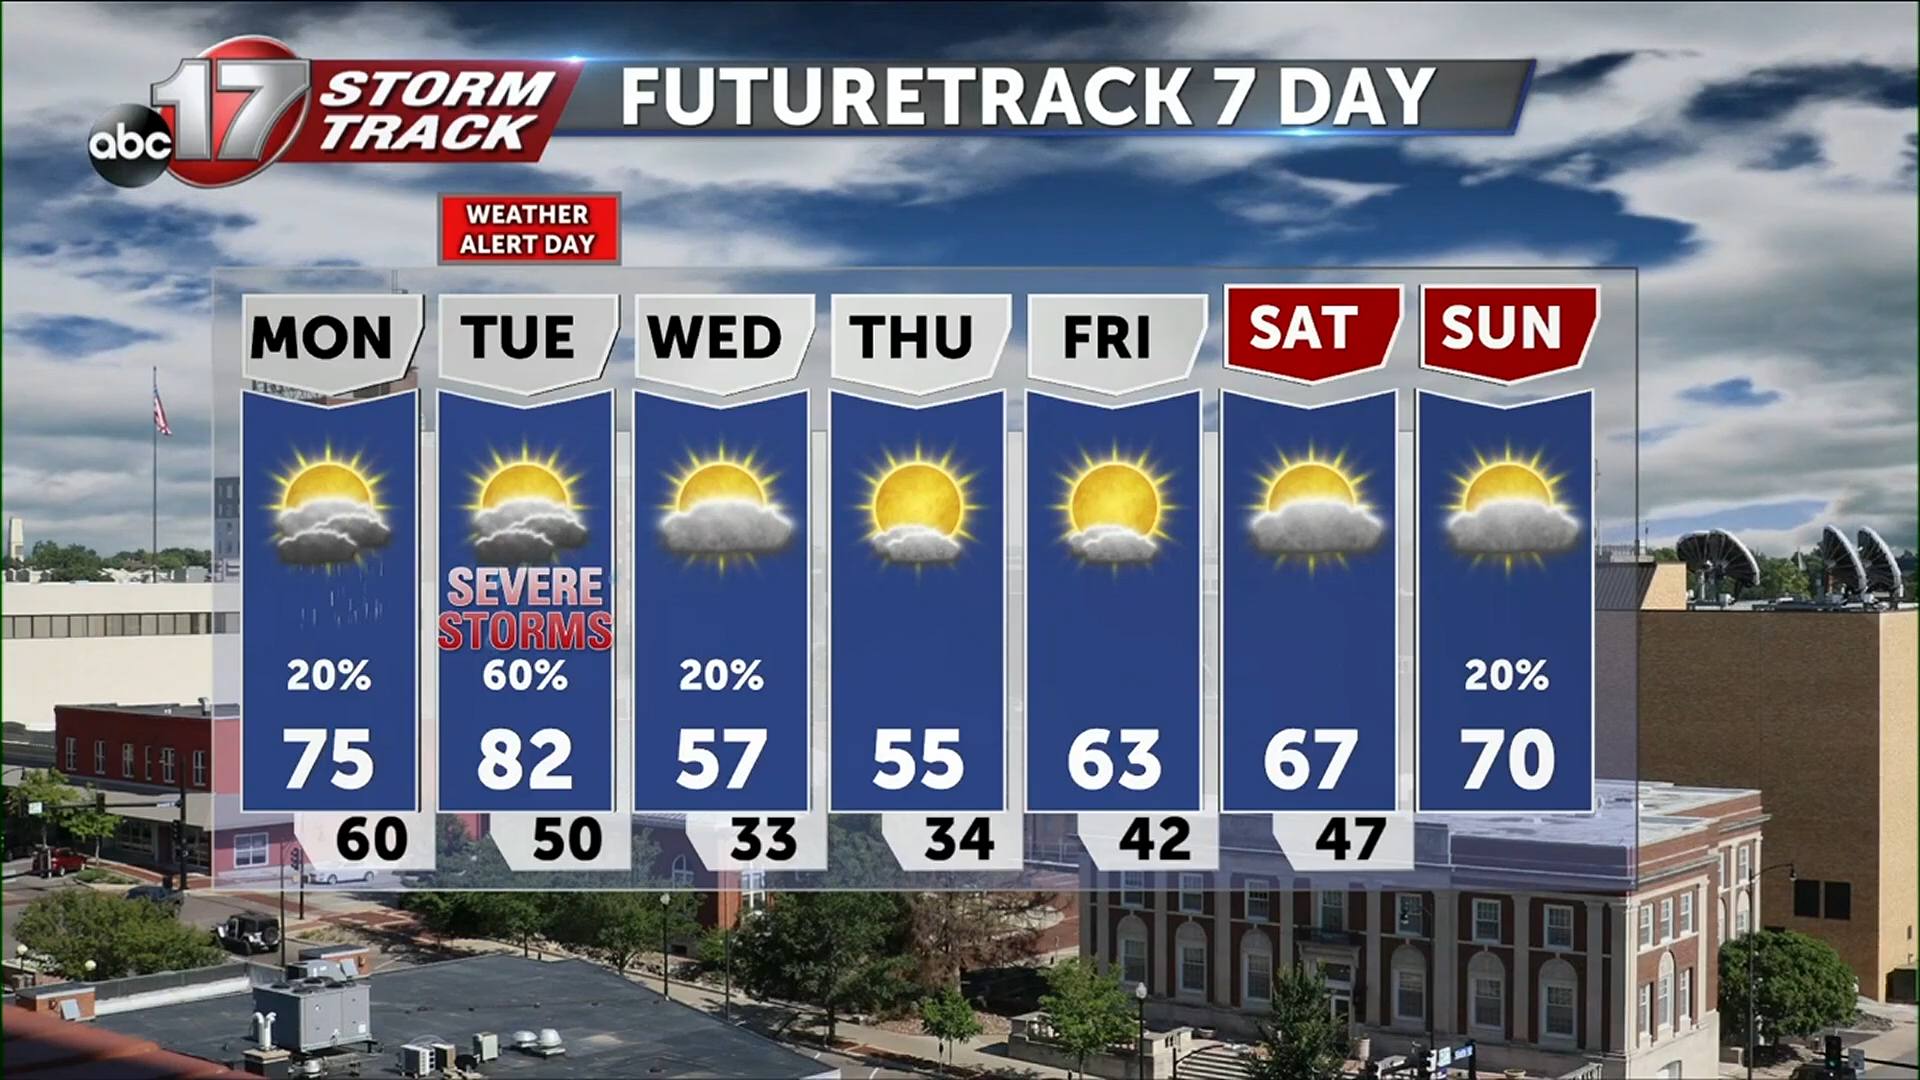 abc 17 STORM TRACK
FUTURETRACK 7 DAY
WEATHER
ALERT DAY
MON TUE WED THU FRI SAT SUN
SEVERE
STORMS
20% 60% 20% 20%
75 82 57 55 63 67 70
60 50 33 34 42 47